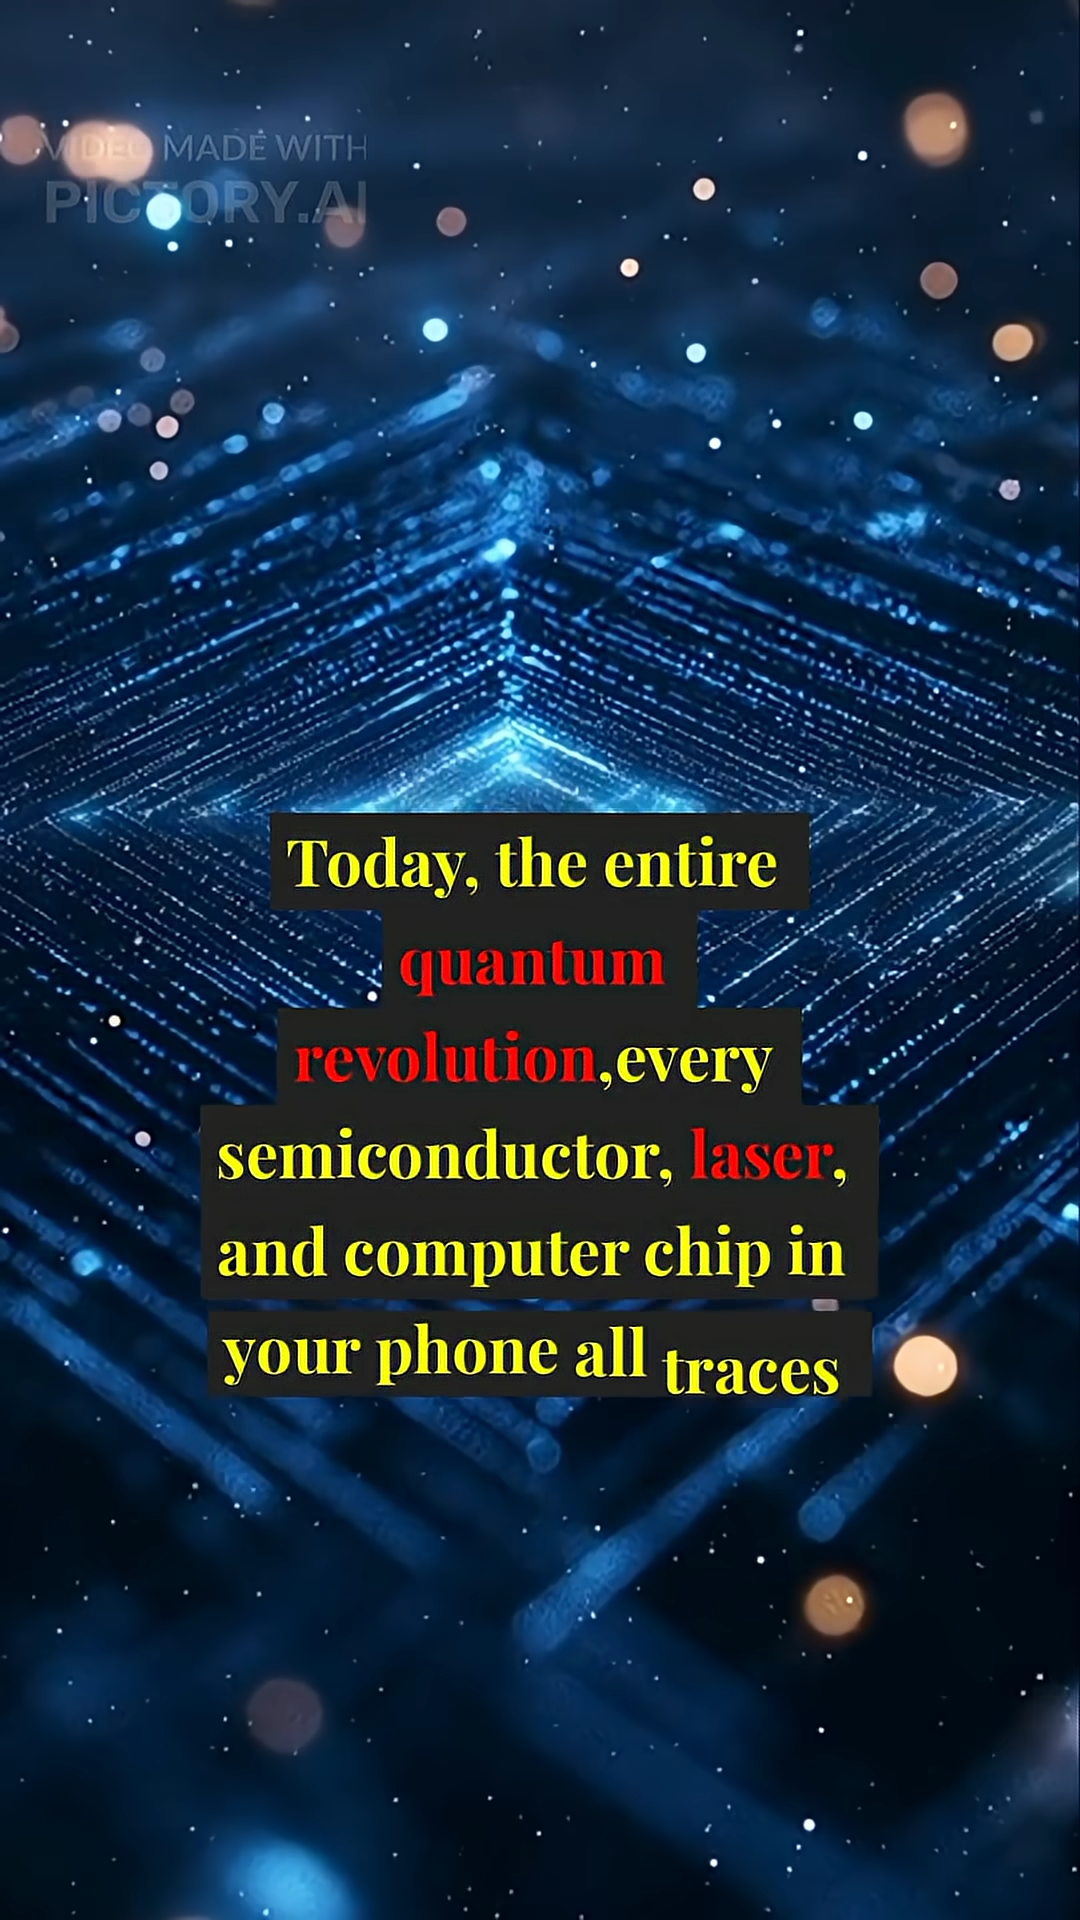 VIDEO MADE WITH
PICTORY.AI
Today, the entire
quantum
revolution,every
semiconductor, laser,
and computer chip in
your phone all traces